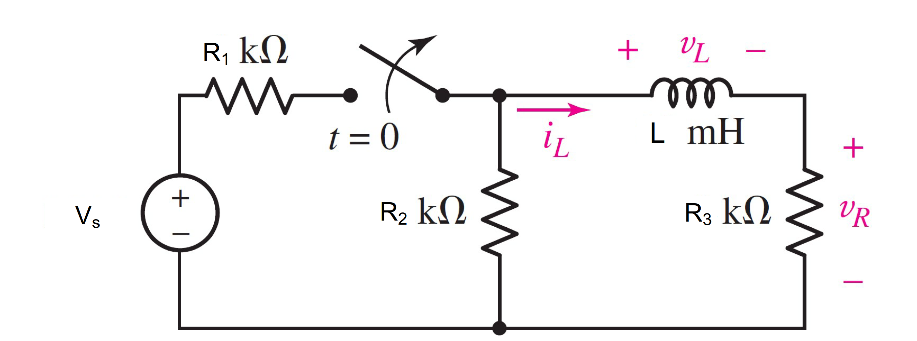 R₁ kΩ
+ v_L −
t = 0
i_L
L mH
+
V_s
+
−
R₂ kΩ
R₃ kΩ
v_R
−